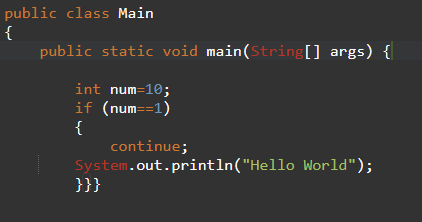 public class Main
{
public static void main(String[] args) {
int num=10;
if (num==1)
{
continue;
System.out.println("Hello World");
}}}